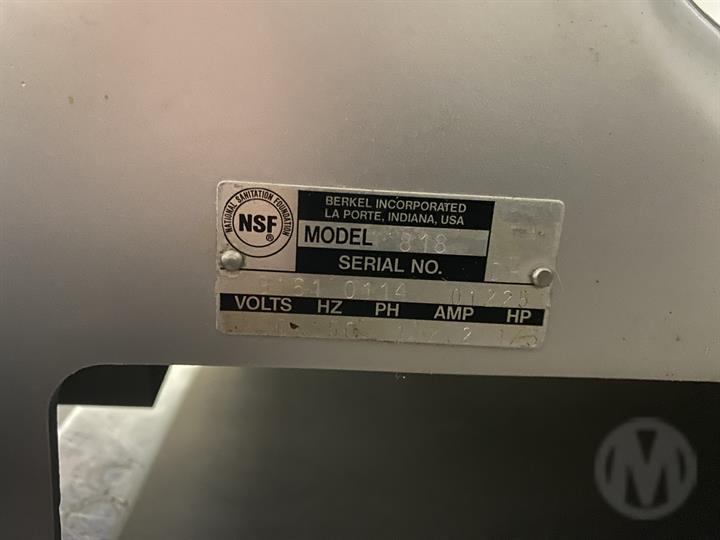 NATIONAL SANITATION FOUNDATION
NSF
®
BERKEL INCORPORATED
LA PORTE, INDIANA, USA
MODEL 818
SERIAL NO.
0114
VOLTS HZ PH AMP HP
M